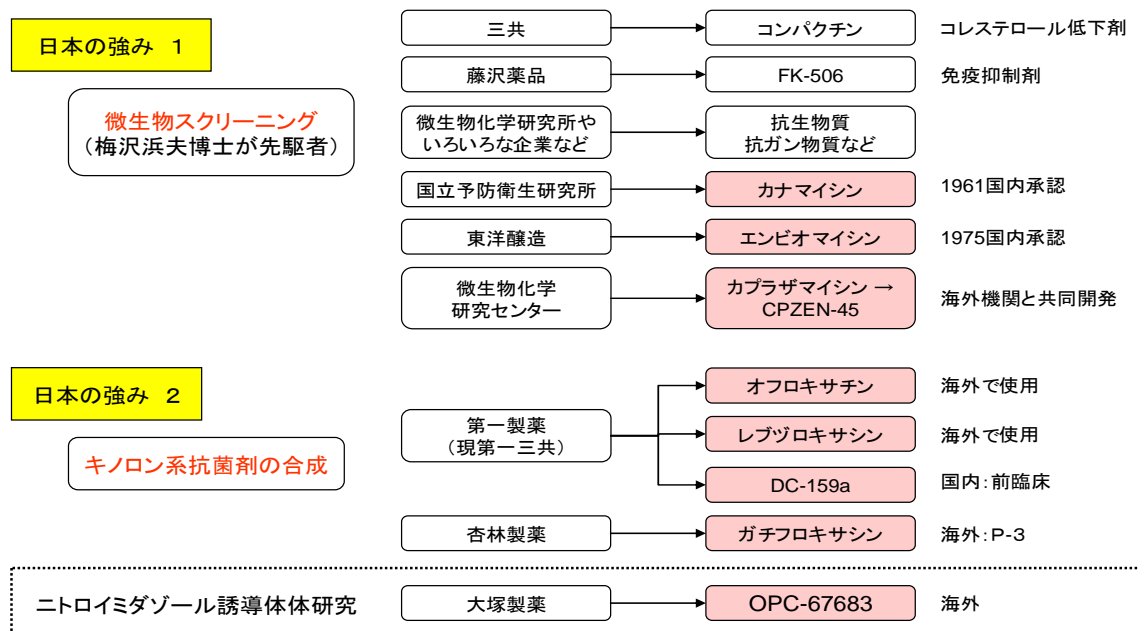 日本の強み １
微生物スクリーニング
（梅沢浜夫博士が先駆者）
三共
コンパクチン
コレステロール低下剤
藤沢薬品
FK-506
免疫抑制剤
微生物化学研究所や
いろいろな企業など
抗生物質
抗ガン物質など
国立予防衛生研究所
カナマイシン
1961国内承認
東洋醸造
エンビオマイシン
1975国内承認
微生物化学
研究センター
カプラザマイシン →
CPZEN-45
海外機関と共同開発
日本の強み ２
キノロン系抗菌剤の合成
第一製薬
（現第一三共）
オフロキサチン
海外で使用
レブヅロキサシン
海外で使用
DC-159a
国内：前臨床
杏林製薬
ガチフロキサシン
海外：Ｐ-３
ニトロイミダゾール誘導体体研究
大塚製薬
OPC-67683
海外